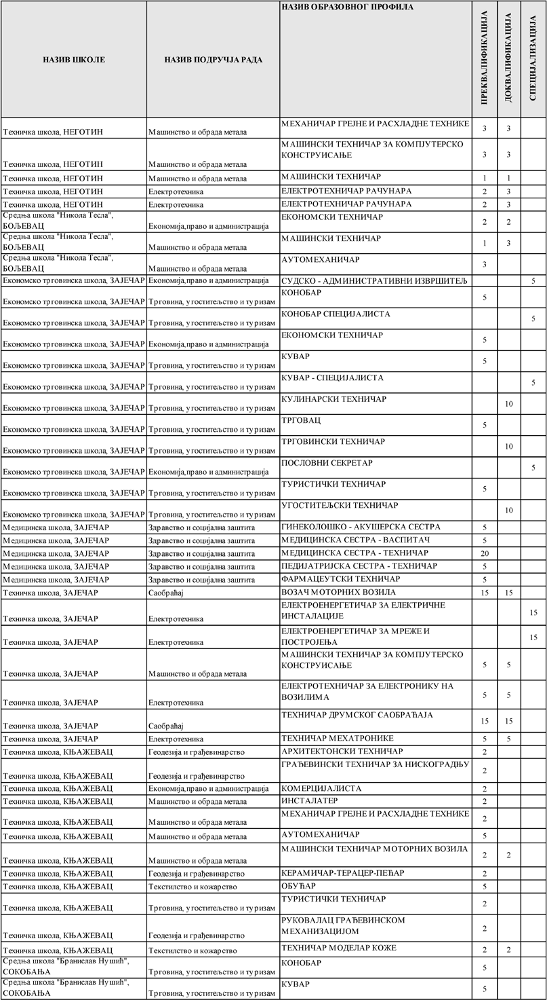 НАЗИВ ШКОЛЕ НАЗИВ ПОДРУЧЈА РАДА НАЗИВ ОБРАЗОВНОГ ПРОФИЛА ПРЕКВАЛИФИКАЦИЈА ДОКВАЛИФИКАЦИЈА СПЕЦИЈАЛИЗАЦИЈА
Техничка школа, НЕГОТИН Машинство и обрада метала МЕХАНИЧАР ГРЕЈНЕ И РАСХЛАДНЕ ТЕХНИКЕ 3 3
Техничка школа, НЕГОТИН Машинство и обрада метала МАШИНСКИ ТЕХНИЧАР ЗА КОМПЈУТЕРСКО
КОНСТРУИСАЊЕ 3 3
Техничка школа, НЕГОТИН Машинство и обрада метала МАШИНСКИ ТЕХНИЧАР 1 1
Техничка школа, НЕГОТИН Електротехника ЕЛЕКТРОТЕХНИЧАР РАЧУНАРА 2 3
Техничка школа, НЕГОТИН Електротехника ЕЛЕКТРОТЕХНИЧАР РАЧУНАРА 2 3
Средња школа "Никола Тесла",
БОЉЕВАЦ Економија,право и администрација ЕКОНОМСКИ ТЕХНИЧАР 2 2
Средња школа "Никола Тесла",
БОЉЕВАЦ Машинство и обрада метала МАШИНСКИ ТЕХНИЧАР 1 3
Средња школа "Никола Тесла",
БОЉЕВАЦ Машинство и обрада метала АУТОМЕХАНИЧАР 3
Економско трговинска школа, ЗАЈЕЧАР Економија,право и администрација СУДСКО - АДМИНИСТРАТИВНИ ИЗВРШИТЕЉ 5
Економско трговинска школа, ЗАЈЕЧАР Трговина, угоститељство и туризам КОНОБАР 5
Економско трговинска школа, ЗАЈЕЧАР Трговина, угоститељство и туризам КОНОБАР СПЕЦИЈАЛИСТА 5
Економско трговинска школа, ЗАЈЕЧАР Економија,право и администрација ЕКОНОМСКИ ТЕХНИЧАР 5
Економско трговинска школа, ЗАЈЕЧАР Трговина, угоститељство и туризам КУВАР 5
Економско трговинска школа, ЗАЈЕЧАР Трговина, угоститељство и туризам КУВАР - СПЕЦИЈАЛИСТА 5
Економско трговинска школа, ЗАЈЕЧАР Трговина, угоститељство и туризам КУЛИНАРСКИ ТЕХНИЧАР 10
Економско трговинска школа, ЗАЈЕЧАР Трговина, угоститељство и туризам ТРГОВАЦ 5
Економско трговинска школа, ЗАЈЕЧАР Трговина, угоститељство и туризам ТРГОВИНСКИ ТЕХНИЧАР 10
Економско трговинска школа, ЗАЈЕЧАР Економија,право и администрација ПОСЛОВНИ СЕКРЕТАР 5
Економско трговинска школа, ЗАЈЕЧАР Трговина, угоститељство и туризам ТУРИСТИЧКИ ТЕХНИЧАР 5
Економско трговинска школа, ЗАЈЕЧАР Трговина, угоститељство и туризам УГОСТИТЕЉСКИ ТЕХНИЧАР 10
Медицинска школа, ЗАЈЕЧАР Здравство и социјална заштита ГИНЕКОЛОШКО - АКУШЕРСКА СЕСТРА 5
Медицинска школа, ЗАЈЕЧАР Здравство и социјална заштита МЕДИЦИНСКА СЕСТРА - ВАСПИТАЧ 5
Медицинска школа, ЗАЈЕЧАР Здравство и социјална заштита МЕДИЦИНСКА СЕСТРА - ТЕХНИЧАР 20
Медицинска школа, ЗАЈЕЧАР Здравство и социјална заштита ПЕДИЈАТРИЈСКА СЕСТРА - ТЕХНИЧАР 5
Медицинска школа, ЗАЈЕЧАР Здравство и социјална заштита ФАРМАЦЕУТСКИ ТЕХНИЧАР 5
Техничка школа, ЗАЈЕЧАР Саобраћај ВОЗАЧ МОТОРНИХ ВОЗИЛА 15 15
Техничка школа, ЗАЈЕЧАР Електротехника ЕЛЕКТРОЕНЕРГЕТИЧАР ЗА ЕЛЕКТРИЧНЕ
ИНСТАЛАЦИЈЕ 15
Техничка школа, ЗАЈЕЧАР Електротехника ЕЛЕКТРОЕНЕРГЕТИЧАР ЗА МРЕЖЕ И
ПОСТРОЈЕЊА 15
Техничка школа, ЗАЈЕЧАР Машинство и обрада метала МАШИНСКИ ТЕХНИЧАР ЗА КОМПЈУТЕРСКО
КОНСТРУИСАЊЕ 5 5
Техничка школа, ЗАЈЕЧАР Електротехника ЕЛЕКТРОТЕХНИЧАР ЗА ЕЛЕКТРОНИКУ НА
ВОЗИЛИМА 5 5
Техничка школа, ЗАЈЕЧАР Саобраћај ТЕХНИЧАР ДРУМСКОГ САОБРАЋАЈА 15 15
Техничка школа, ЗАЈЕЧАР Електротехника ТЕХНИЧАР МЕХАТРОНИКЕ 5 5
Техничка школа, КЊАЖЕВАЦ Геодезија и грађевинарство АРХИТЕКТОНСКИ ТЕХНИЧАР 2
Техничка школа, КЊАЖЕВАЦ Геодезија и грађевинарство ГРАЂЕВИНСКИ ТЕХНИЧАР ЗА НИСКОГРАДЊУ 2
Техничка школа, КЊАЖЕВАЦ Економија,право и администрација КОМЕРЦИЈАЛИСТА 2
Техничка школа, КЊАЖЕВАЦ Машинство и обрада метала ИНСТАЛАТЕР 2
Техничка школа, КЊАЖЕВАЦ Машинство и обрада метала МЕХАНИЧАР ГРЕЈНЕ И РАСХЛАДНЕ ТЕХНИКЕ 2
Техничка школа, КЊАЖЕВАЦ Машинство и обрада метала АУТОМЕХАНИЧАР 5
Техничка школа, КЊАЖЕВАЦ Машинство и обрада метала МАШИНСКИ ТЕХНИЧАР МОТОРНИХ ВОЗИЛА 2 2
Техничка школа, КЊАЖЕВАЦ Геодезија и грађевинарство КЕРАМИЧАР-ТЕРАЦЕР-ПЕЋАР 2
Техничка школа, КЊАЖЕВАЦ Текстилство и кожарство ОБУЋАР 5
Техничка школа, КЊАЖЕВАЦ Трговина, угоститељство и туризам ТУРИСТИЧКИ ТЕХНИЧАР 2
Техничка школа, КЊАЖЕВАЦ Геодезија и грађевинарство РУКОВАЛАЦ ГРАЂЕВИНСКОМ
МЕХАНИЗАЦИЈОМ 2
Техничка школа, КЊАЖЕВАЦ Текстилство и кожарство ТЕХНИЧАР МОДЕЛАР КОЖЕ 2 2
Средња школа "Бранислав Нушић",
СОКОБАЊА Трговина, угоститељство и туризам КОНОБАР 5
Средња школа "Бранислав Нушић",
СОКОБАЊА Трговина, угоститељство и туризам КУВАР 5